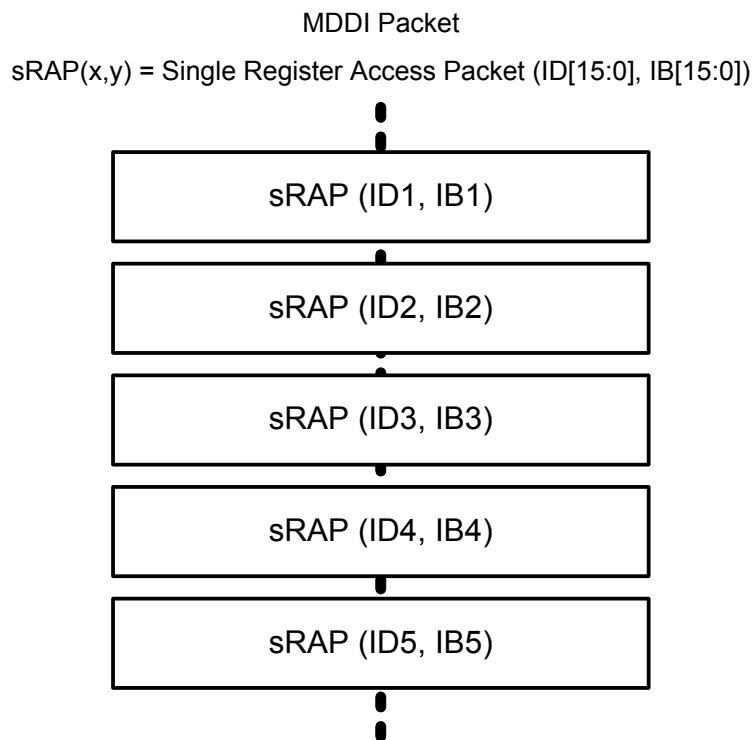 MDDI Packet
sRAP(x,y) = Single Register Access Packet (ID[15:0], IB[15:0])
sRAP (ID1, IB1)
sRAP (ID2, IB2)
sRAP (ID3, IB3)
sRAP (ID4, IB4)
sRAP (ID5, IB5)